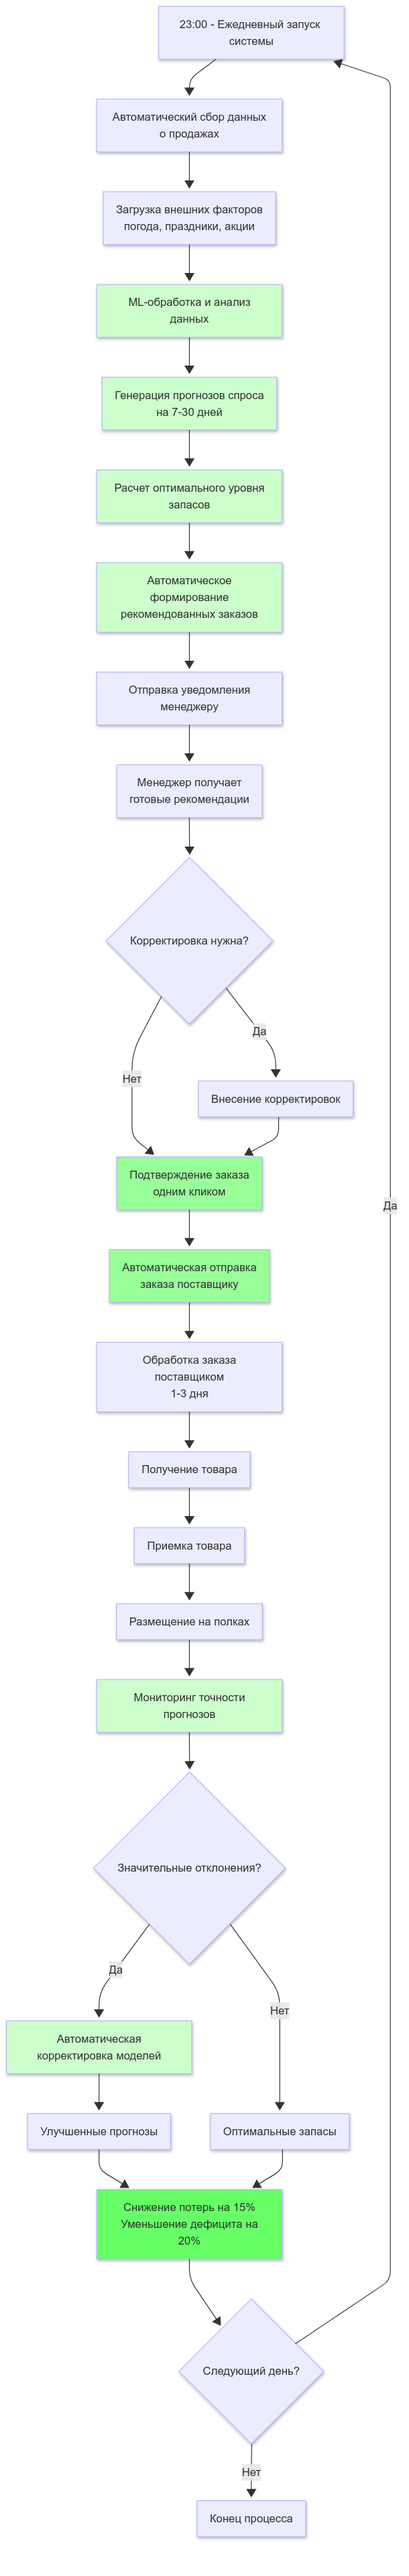 23:00 - Ежедневный запуск
системы
Автоматический сбор данных
о продажах
Загрузка внешних факторов
погода, праздники, акции
ML-обработка и анализ
данных
Генерация прогнозов спроса
на 7-30 дней
Расчет оптимального уровня
запасов
Автоматическое
формирование
рекомендованных заказов
Отправка уведомления
менеджеру
Менеджер получает
готовые рекомендации
Корректировка нужна?
Да
Нет
Внесение корректировок
Подтверждение заказа
одним кликом
Да
Автоматическая отправка
заказа поставщику
Обработка заказа
поставщиком
1-3 дня
Получение товара
Приемка товара
Размещение на полках
Мониторинг точности
прогнозов
Значительные отклонения?
Да
Нет
Автоматическая
корректировка моделей
Улучшенные прогнозы
Оптимальные запасы
Снижение потерь на 15%
Уменьшение дефицита на
20%
Следующий день?
Нет
Конец процесса